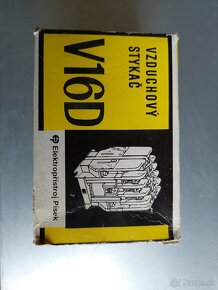 VZDUCHOVÝ
STYKAČ
V16D
Elektropřístroj Písek